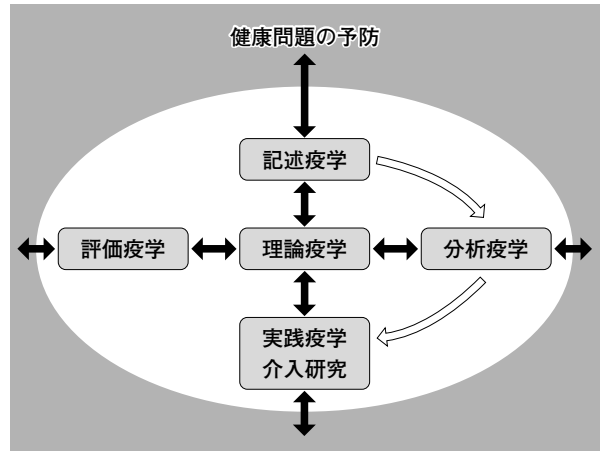 健康問題の予防
記述疫学
評価疫学
理論疫学
分析疫学
実践疫学
介入研究